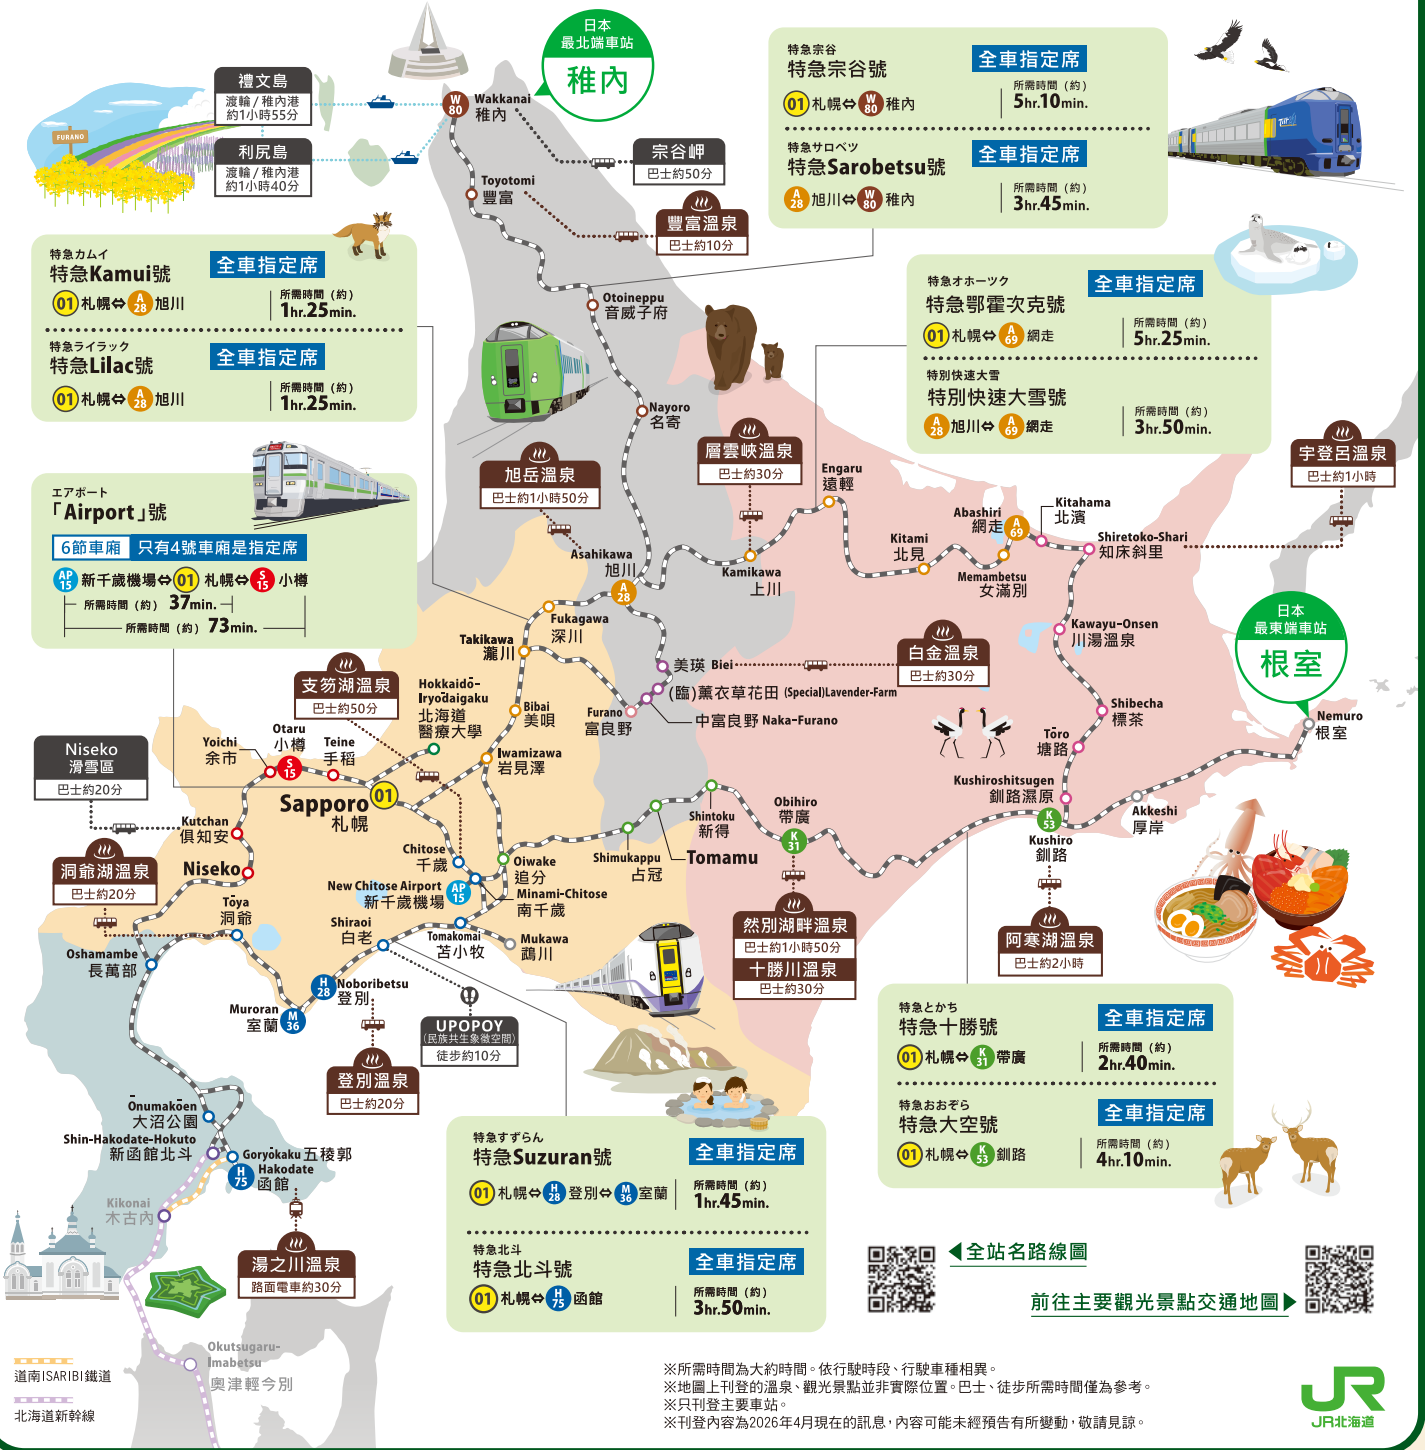 日本
最北端車站
稚內
禮文島
渡輪/稚內港
約1小時55分
利尻島
渡輪/稚內港
約1小時40分
FURANO
W
80
Wakkanai
稚內
宗谷岬
巴士約50分
Toyotomi
豐富
豐富溫泉
巴士約10分
特急宗谷
特急宗谷號
全車指定席
01 札幌⇔ W 80 稚內
所需時間(約)
5hr.10min.
特急サロベツ
特急Sarobetsu號
全車指定席
A 28 旭川⇔ W 80 稚內
所需時間(約)
3hr.45min.
特急カムイ
特急Kamui號
全車指定席
01 札幌⇔ A 28 旭川
所需時間(約)
1hr.25min.
特急ライラック
特急Lilac號
全車指定席
01 札幌⇔ A 28 旭川
所需時間(約)
1hr.25min.
特急オホーツク
特急鄂霍次克號
全車指定席
01 札幌⇔ A 69 網走
所需時間(約)
5hr.25min.
特別快速大雪
特別快速大雪號
A 28 旭川⇔ A 69 網走
所需時間(約)
3hr.50min.
Otoineppu
音威子府
Nayoro
名寄
エアポート
「Airport」號
6節車廂 只有4號車廂是指定席
AP 15 新千歲機場⇔ 01 札幌⇔ S 15 小樽
所需時間(約) 37min.
所需時間(約) 73min.
旭岳溫泉
巴士約1小時50分
層雲峽溫泉
巴士約30分
宇登呂溫泉
巴士約1小時
Engaru
遠輕
Abashiri
網走
A
69
Kitahama
北濱
Kitami
北見
Shiretoko-Shari
知床斜里
Memambetsu
女滿別
Asahikawa
旭川
A
28
Kamikawa
上川
日本
最東端車站
根室
Fukagawa
深川
Takikawa
瀧川
Kawayu-Onsen
川湯溫泉
白金溫泉
巴士約30分
美瑛 Biei
(臨)薰衣草花田 (Special)Lavender-Farm
中富良野 Naka-Furano
Furano
富良野
支笏湖溫泉
巴士約50分
Hokkaidō-
Iryodaigaku
北海道
醫療大學
Bibai
美唄
Shibecha
標茶
Nemuro
根室
Tōro
塘路
Niseko
滑雪區
巴士約20分
Yoichi
余市
Otaru
小樽
S
15
Teine
手稻
Iwamizawa
岩見澤
Kushiroshitsugen
釧路濕原
Sapporo
札幌
01
Akkeshi
厚岸
Kutchan
俱知安
Obihiro
帶廣
K
31
Shintoku
新得
K
53
Kushiro
釧路
Chitose
千歲
Oiwake
追分
Shimukappu
占冠
Tomamu
洞爺湖溫泉
巴士約20分
Niseko
New Chitose Airport
新千歲機場
AP
15
Minami-Chitose
南千歲
Tōya
洞爺
Shiraoi
白老
Tomakomai
苫小牧
Mukawa
鵡川
然別湖畔溫泉
巴士約1小時50分
十勝川溫泉
巴士約30分
阿寒湖溫泉
巴士約2小時
Oshamambe
長萬部
H
28
Noboribetsu
登別
Muroran
室蘭
M
36
UPOPOY
(民族共生象徵空間)
徒步約10分
登別溫泉
巴士約20分
特急とかち
特急十勝號
全車指定席
01 札幌⇔ K 31 帶廣
所需時間(約)
2hr.40min.
特急おおぞら
特急大空號
全車指定席
01 札幌⇔ K 53 釧路
所需時間(約)
4hr.10min.
Ōnumakōen
大沼公園
Shin-Hakodate-Hokuto
新函館北斗
Goryōkaku 五稜郭
Hakodate
函館
H
75
Kikonai
木古內
湯之川溫泉
路面電車約30分
特急すずらん
特急Suzuran號
全車指定席
01 札幌⇔ H 28 登別⇔ M 36 室蘭
所需時間(約)
1hr.45min.
特急北斗
特急北斗號
全車指定席
01 札幌⇔ H 75 函館
所需時間(約)
3hr.50min.
全站名路線圖
前往主要觀光景點交通地圖
Okutsugaru-
Imabetsu
奧津輕今別
道南ISARIBI鐵道
北海道新幹線
※所需時間為大約時間。依行駛時段、行駛車種相異。
※地圖上刊登的溫泉、觀光景點並非實際位置。巴士、徒步所需時間僅為參考。
※只刊登主要車站。
※刊登內容為2026年4月現在的訊息,內容可能未經預告有所變動,敬請見諒。
JR
JR北海道